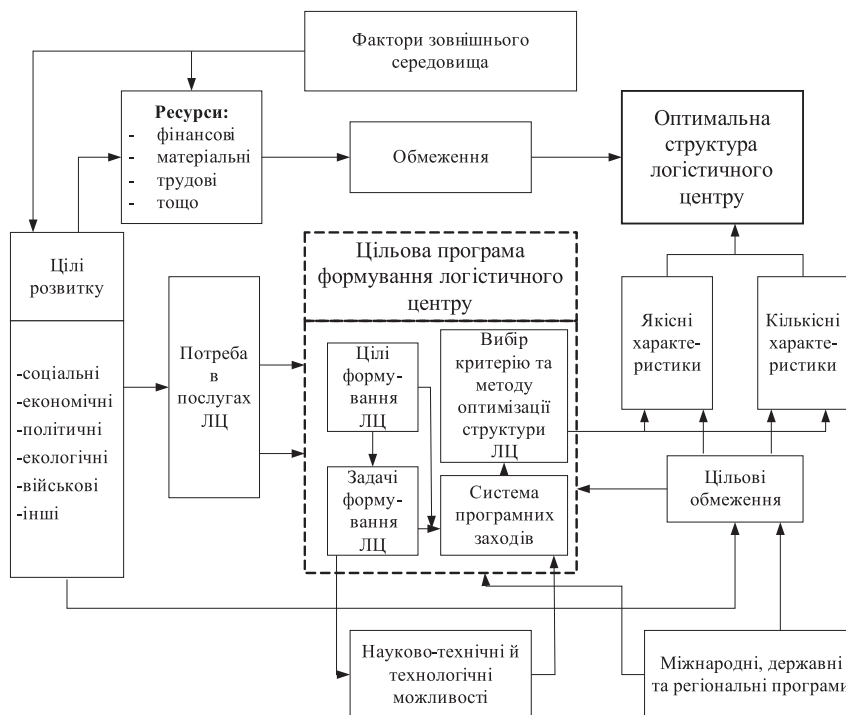 Фактори зовнішнього
середовища
Ресурси:
- фінансові
- матеріальні
- трудові
- тощо
Обмеження
Оптимальна
структура
логістичного
центру
Цілі
розвитку
-соціальні
-економічні
-політичні
-екологічні
-військові
-інші
Потреба
в
послугах
ЛЦ
Цільова програма
формування логістичного
центру
Цілі
форму-
вання
ЛЦ
Вибір
критерію та
методу
оптимізації
структури
ЛЦ
Задачі
форму-
вання
ЛЦ
Система
програмних
заходів
Якісні
характе-
ристики
Кількісні
характе-
ристики
Цільові
обмеження
Науково-технічні й
технологічні
можливості
Міжнародні, державні
та регіональні програми